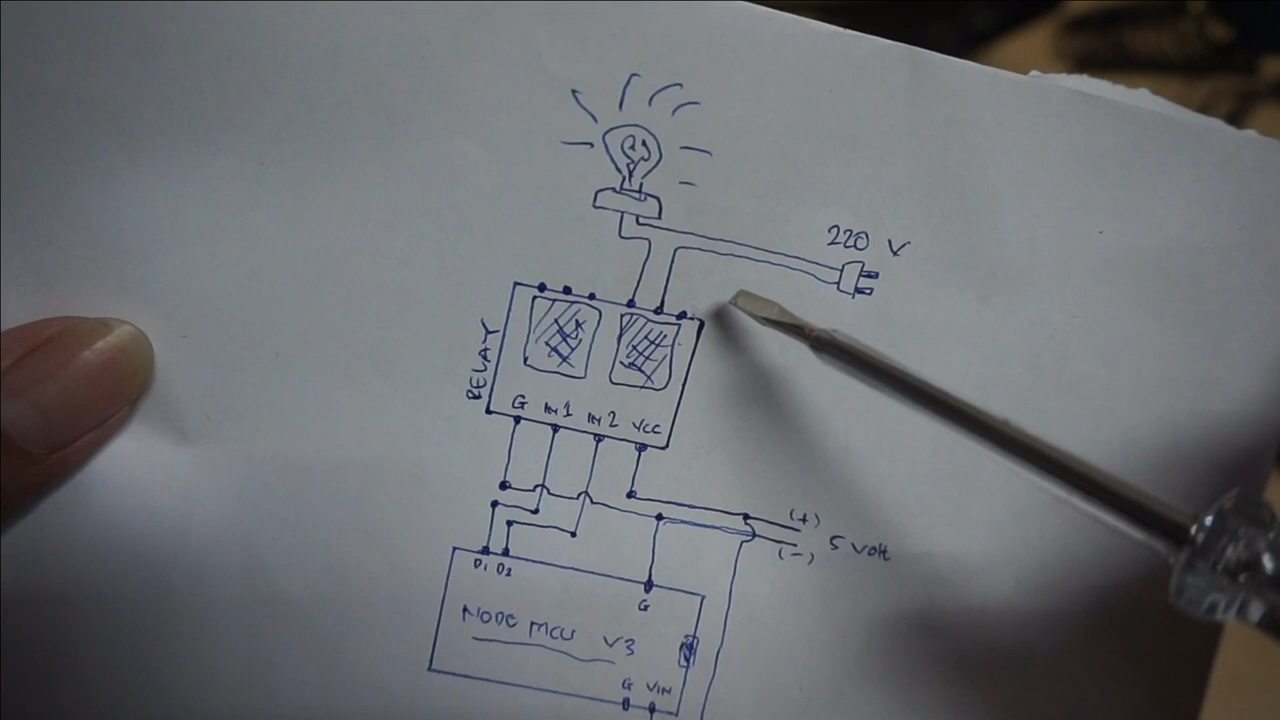 220 V
RELAY
G IN1 IN2 VCC
(+)
5 volt
(-)
D1 D2
G
NODE MCU V3
G VIN